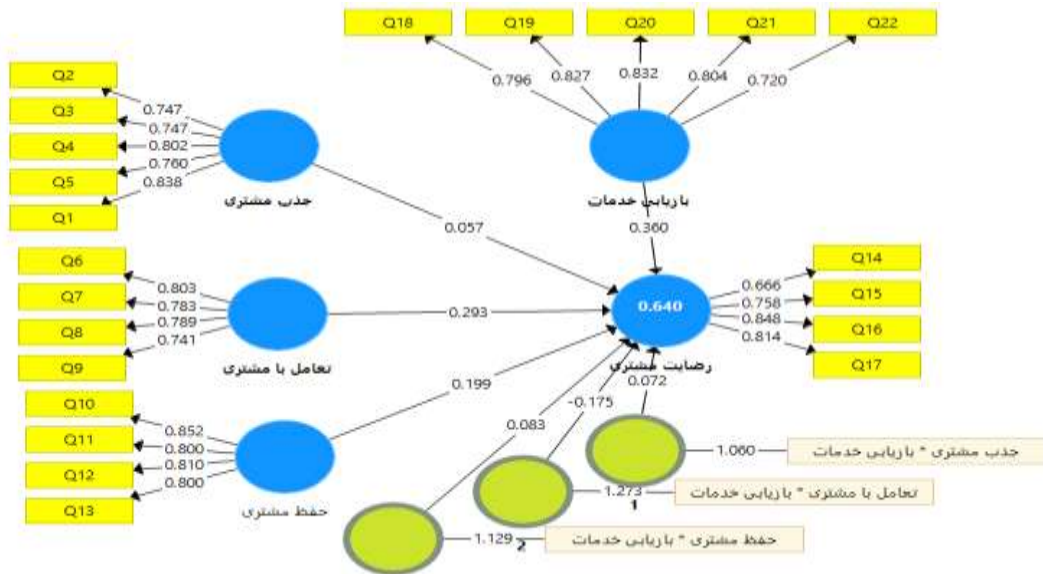 Q18
Q19
Q20
Q21
Q22
0.796
0.827
0.832
0.804
0.720
Q2
Q3
Q4
Q5
Q1
0.747
0.747
0.802
0.760
0.838
جذب مشتری
بازیابی خدمات
0.057
0.360
Q6
Q7
Q8
Q9
0.803
0.783
0.789
0.741
تعامل با مشتری
0.293
0.640
رضایت مشتری
0.666
0.758
0.848
0.814
Q14
Q15
Q16
Q17
Q10
Q11
Q12
Q13
0.852
0.800
0.810
0.800
حفظ مشتری
0.199
0.083
-0.175
0.072
1.060
جذب مشتری * بازیابی خدمات
1.273
1
تعامل با مشتری * بازیابی خدمات
1.129
2
حفظ مشتری * بازیابی خدمات